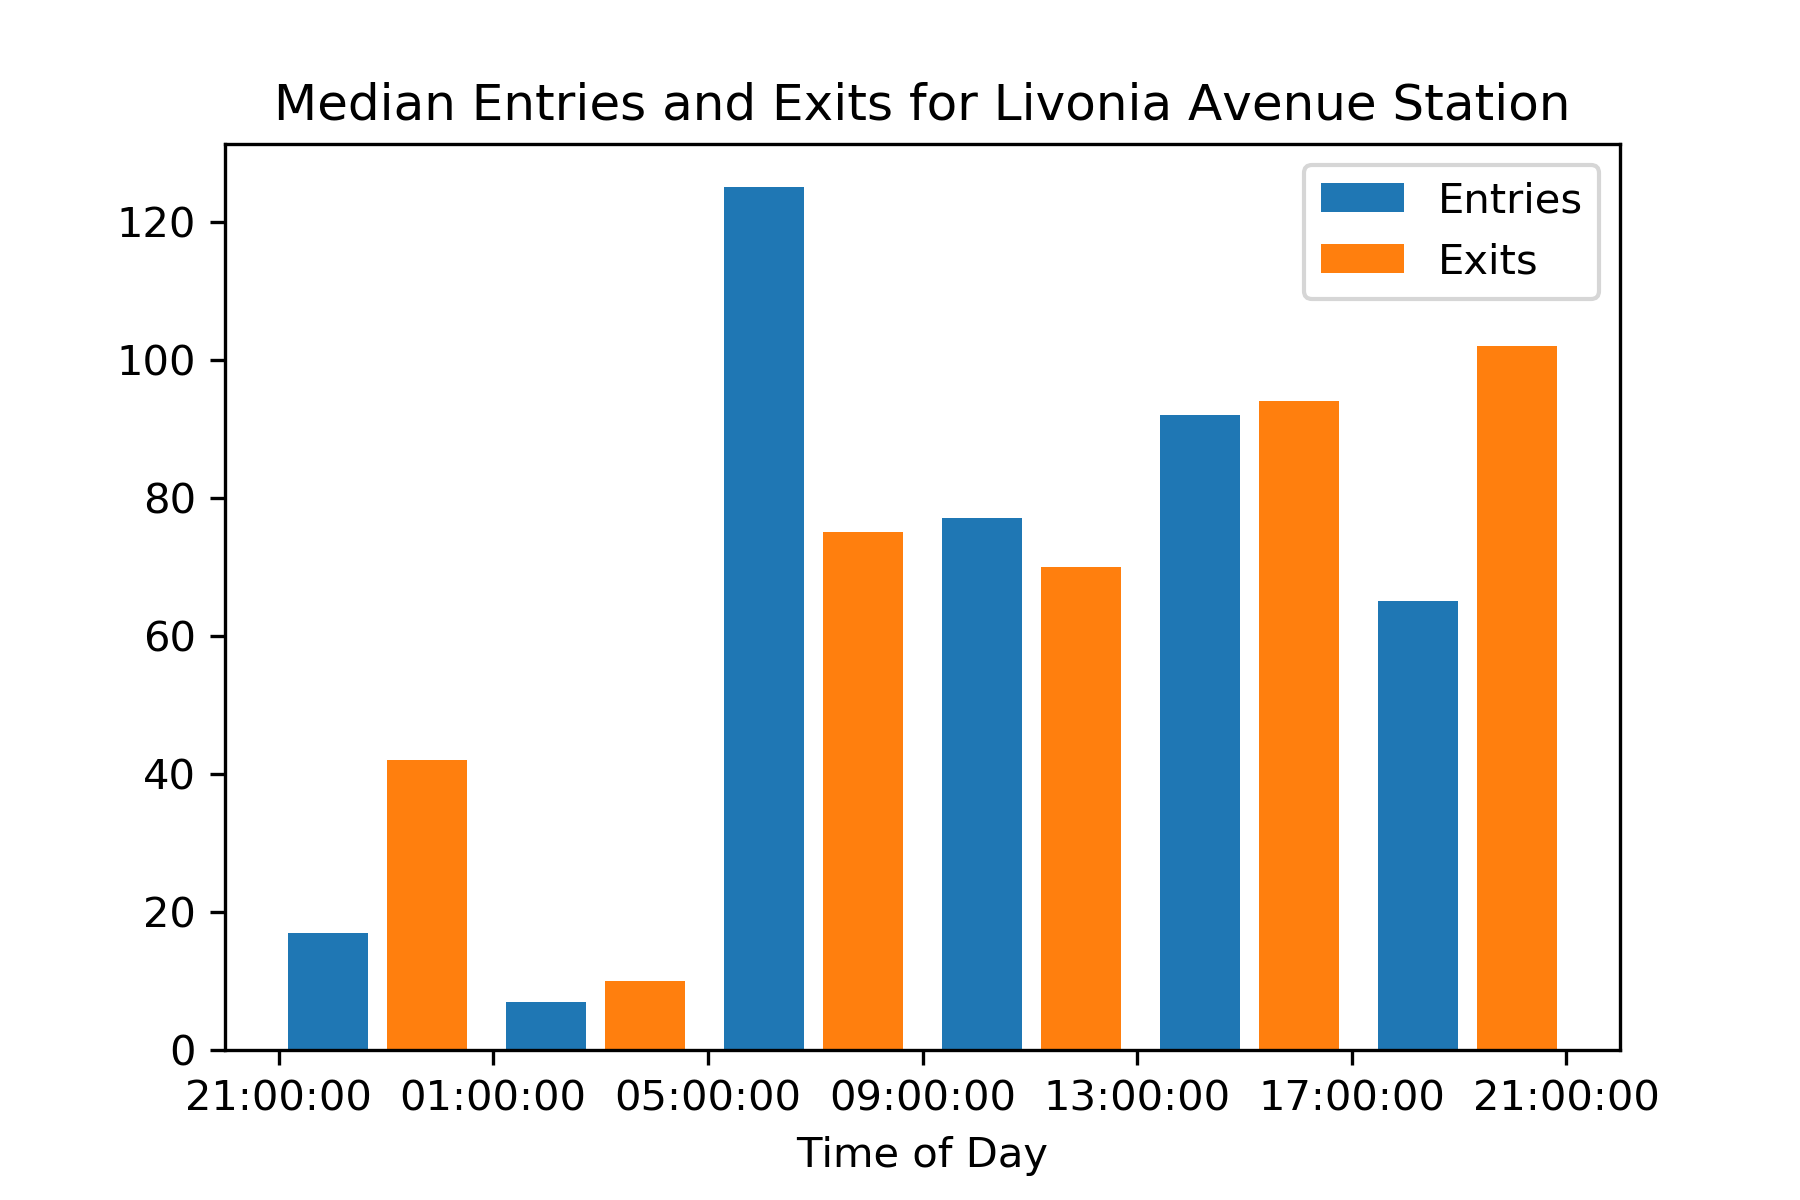 Median Entries and Exits for Livonia Avenue Station
Entries
Exits
120
100
80
60
40
20
0
21:00:00 01:00:00 05:00:00 09:00:00 13:00:00 17:00:00 21:00:00
Time of Day